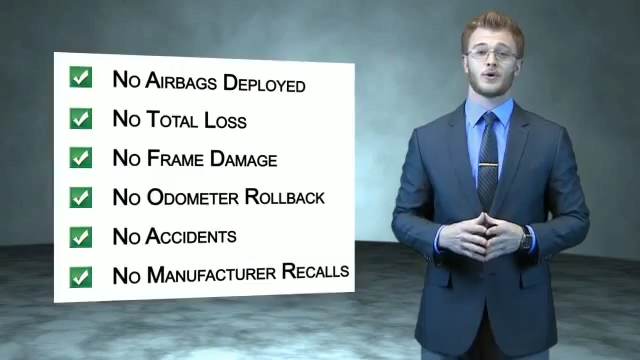 No Airbags Deployed
No Total Loss
No Frame Damage
No Odometer Rollback
No Accidents
No Manufacturer Recalls